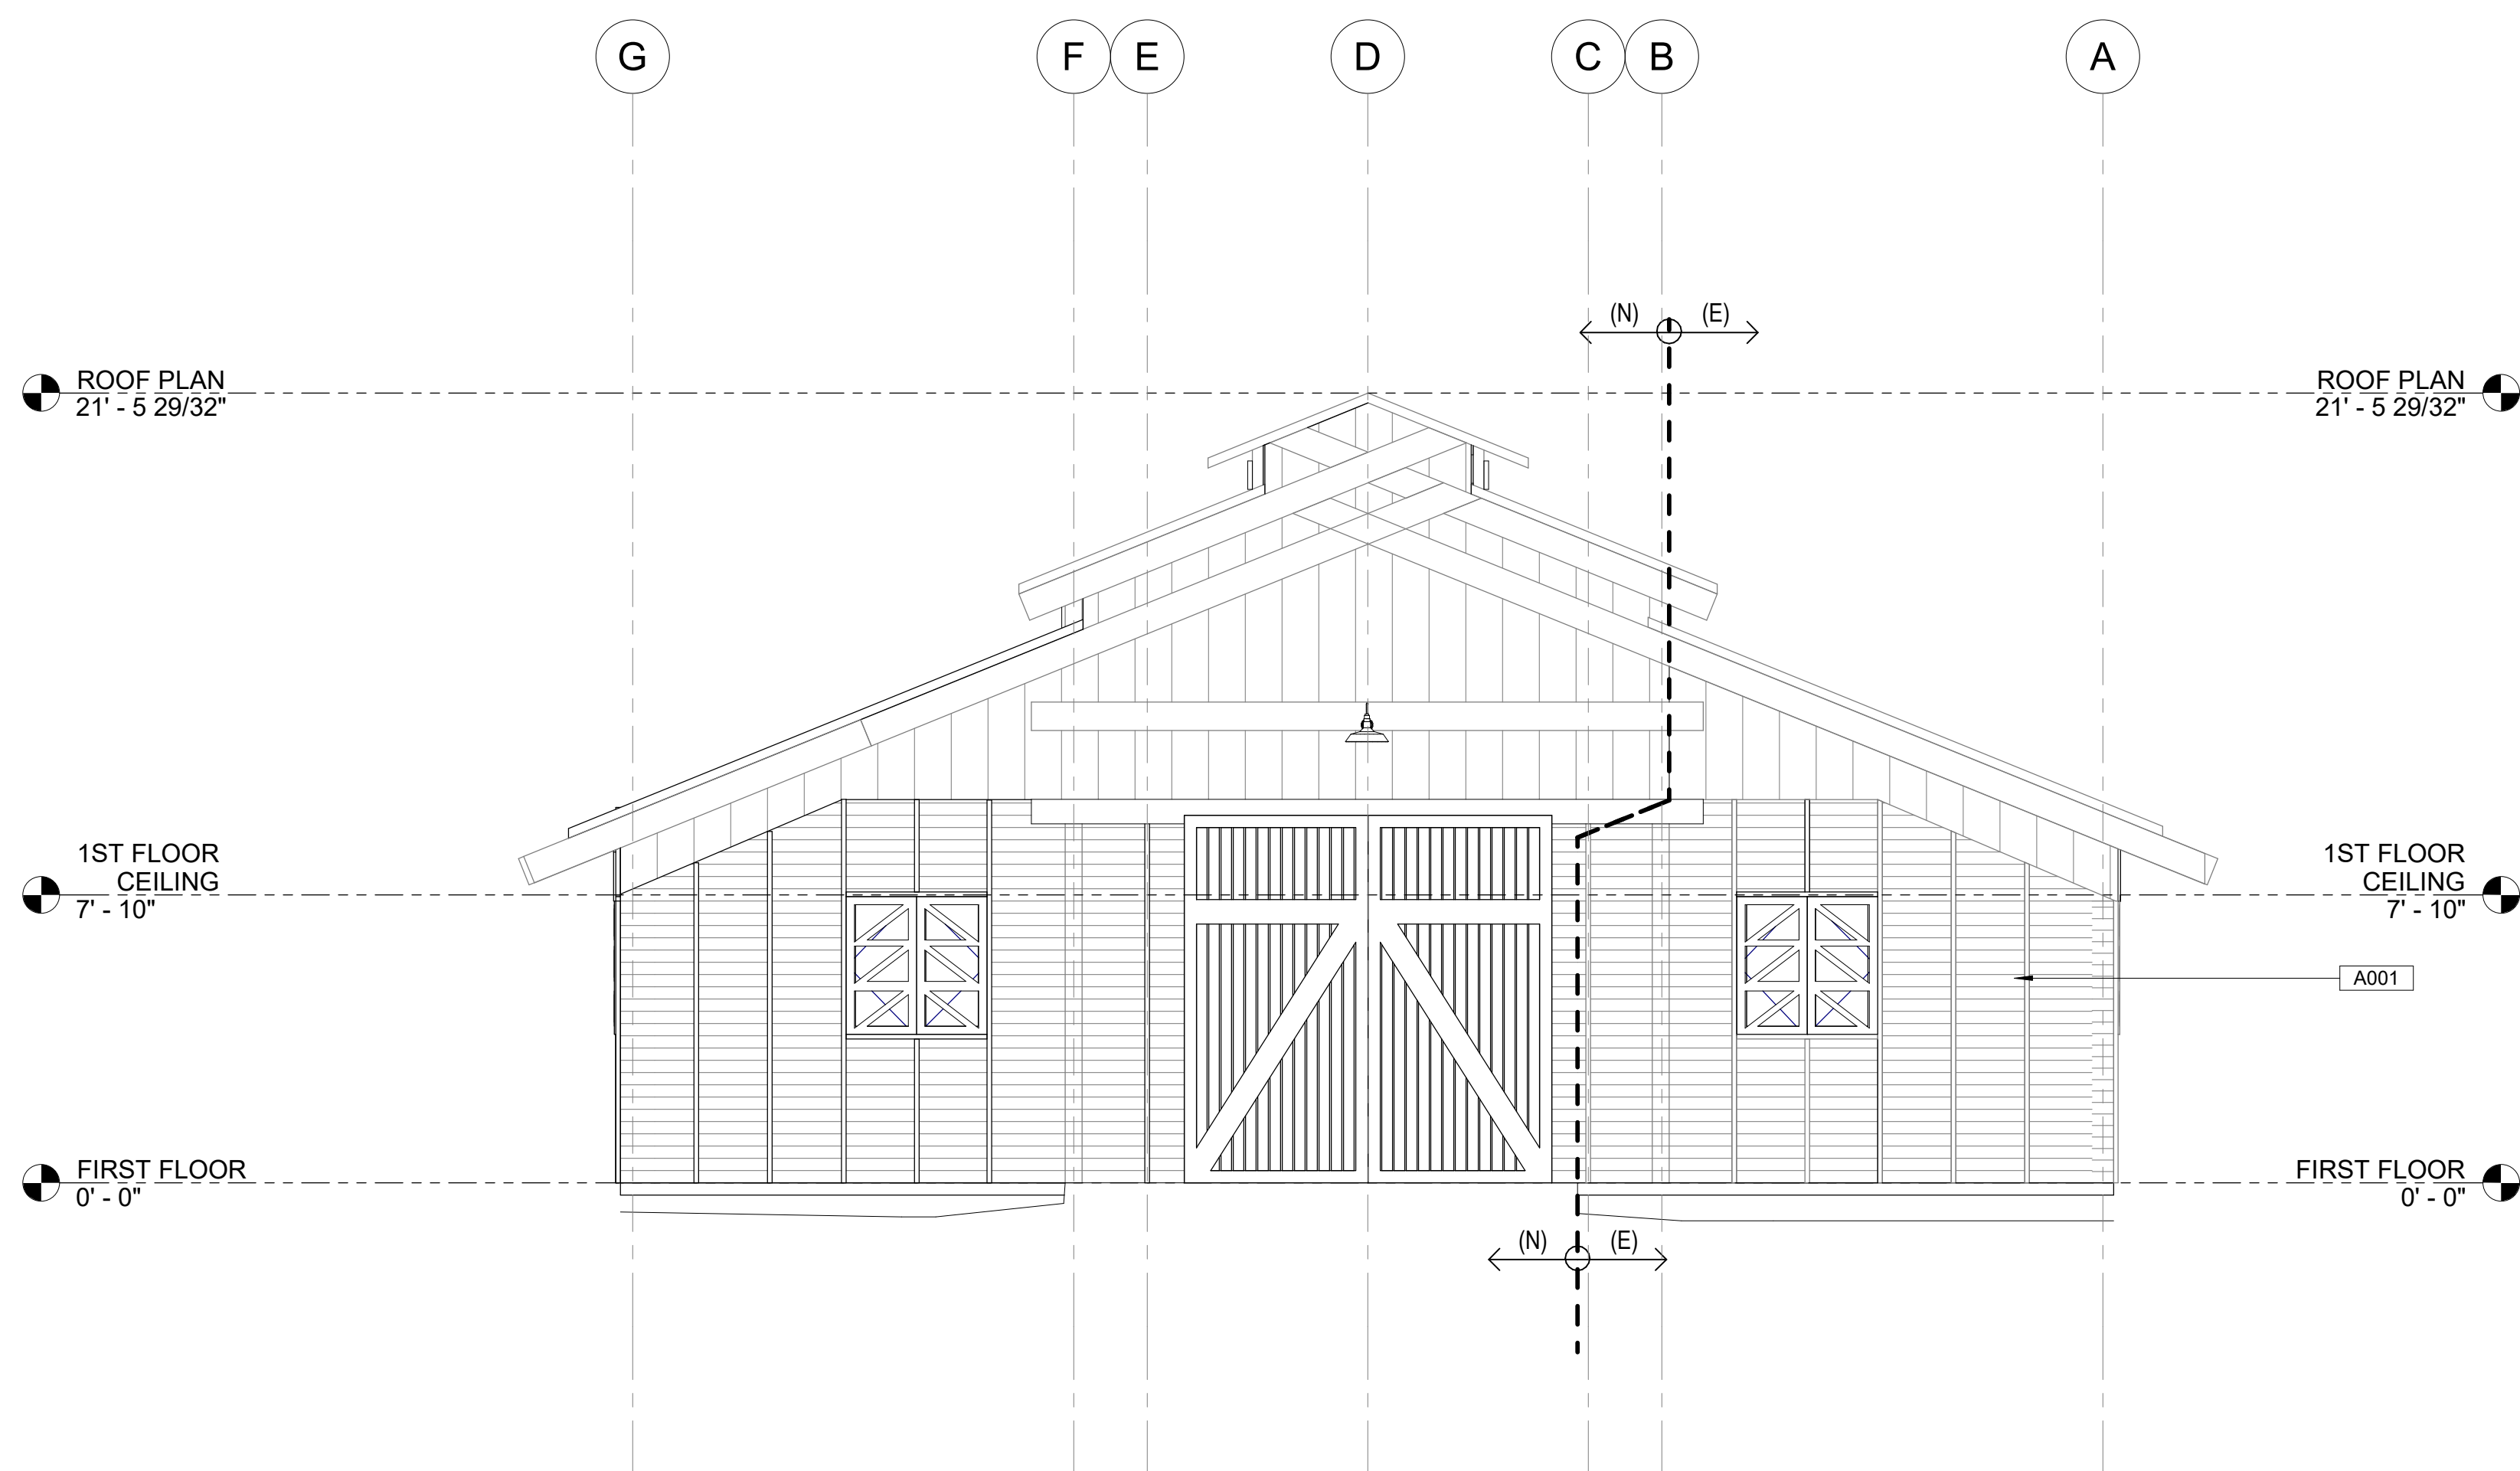 G F E D C B A
(N) (E)
ROOF PLAN
21' - 5 29/32"
ROOF PLAN
21' - 5 29/32"
1ST FLOOR
CEILING
7' - 10"
1ST FLOOR
CEILING
7' - 10"
A001
FIRST FLOOR
0' - 0"
FIRST FLOOR
0' - 0"
(N) (E)